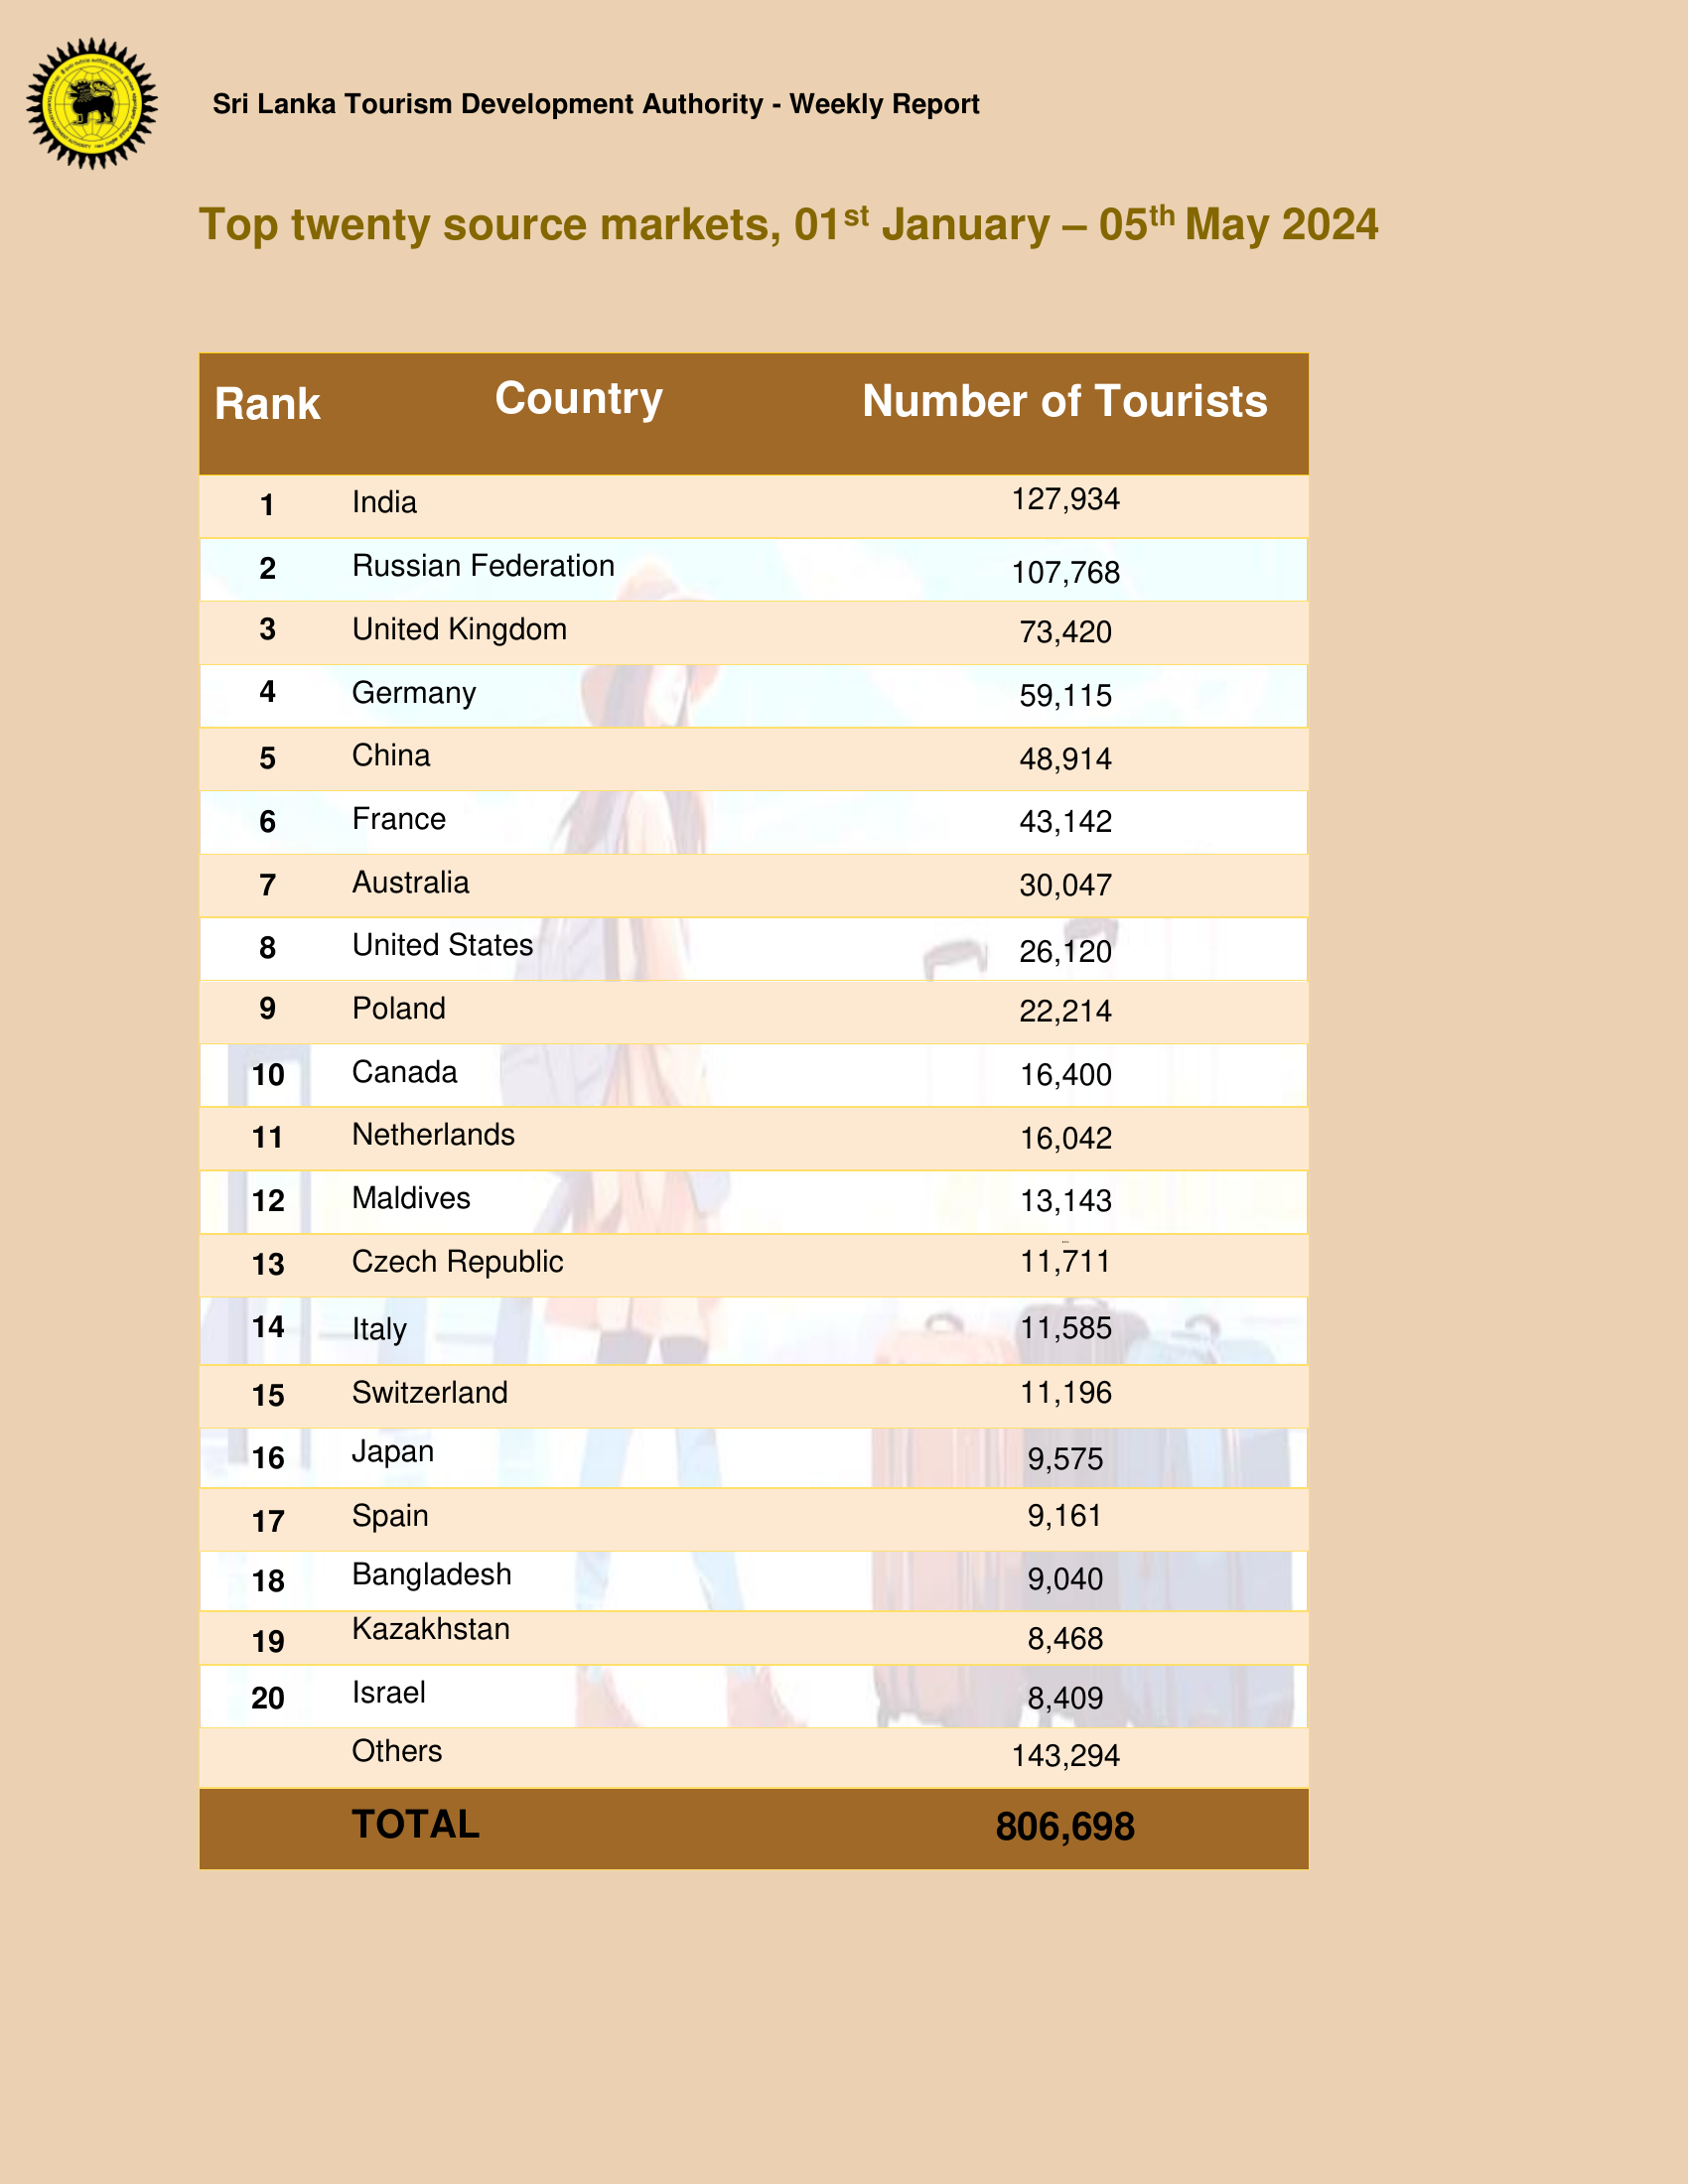 Sri Lanka Tourism Development Authority - Weekly Report
Top twenty source markets, 01st January – 05th May 2024
Rank Country Number of Tourists
1 India 127,934
2 Russian Federation 107,768
3 United Kingdom 73,420
4 Germany 59,115
5 China 48,914
6 France 43,142
7 Australia 30,047
8 United States 26,120
9 Poland 22,214
10 Canada 16,400
11 Netherlands 16,042
12 Maldives 13,143
13 Czech Republic 11,711
14 Italy 11,585
15 Switzerland 11,196
16 Japan 9,575
17 Spain 9,161
18 Bangladesh 9,040
19 Kazakhstan 8,468
20 Israel 8,409
Others 143,294
TOTAL 806,698